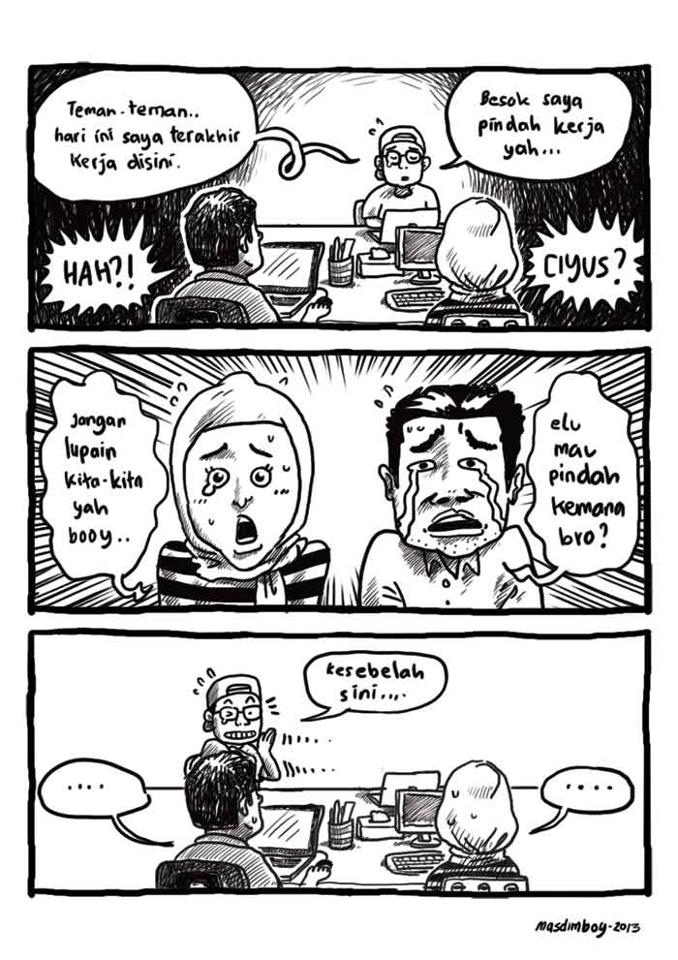 Teman-teman..
hari ini saya terakhir
kerja disini.
Besok saya
pindah kerja
yah...
HAH?!
CIYUS?
Jangan
lupain
kita-kita
yah
booy..
elu
mau
pindah
kemana
bro?
kesebelah
sini....
....
....
masdimboy-2013